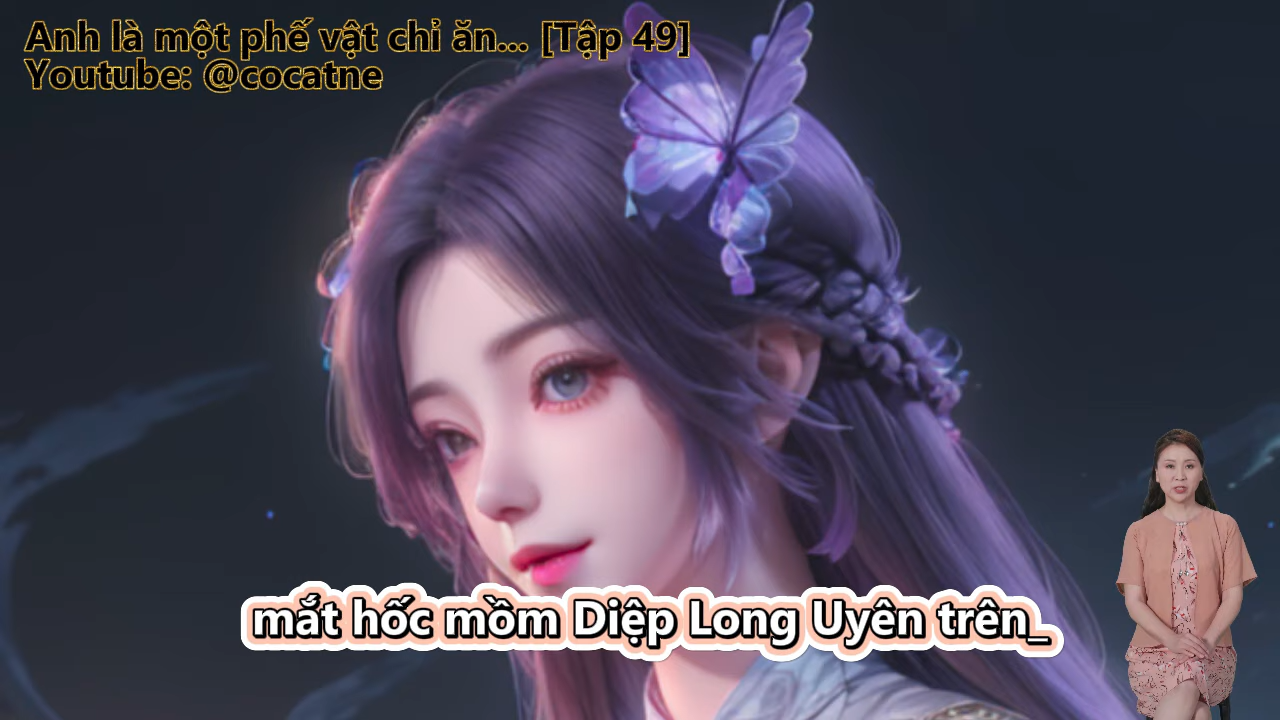 Anh là một phế vật chỉ ăn... [Tập 49]
Youtube: @cocatne
mắt hốc mồm Diệp Long Uyên trên_